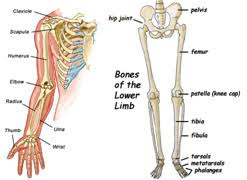 Clavicle
Scapula
Humerus
Elbow
Radius
Thumb
Ulna
Wrist
hip joint
pelvis
femur
Bones
of the
Lower
Limb
patella (knee cap)
tibia
fibula
tarsals
metatarsals
phalanges